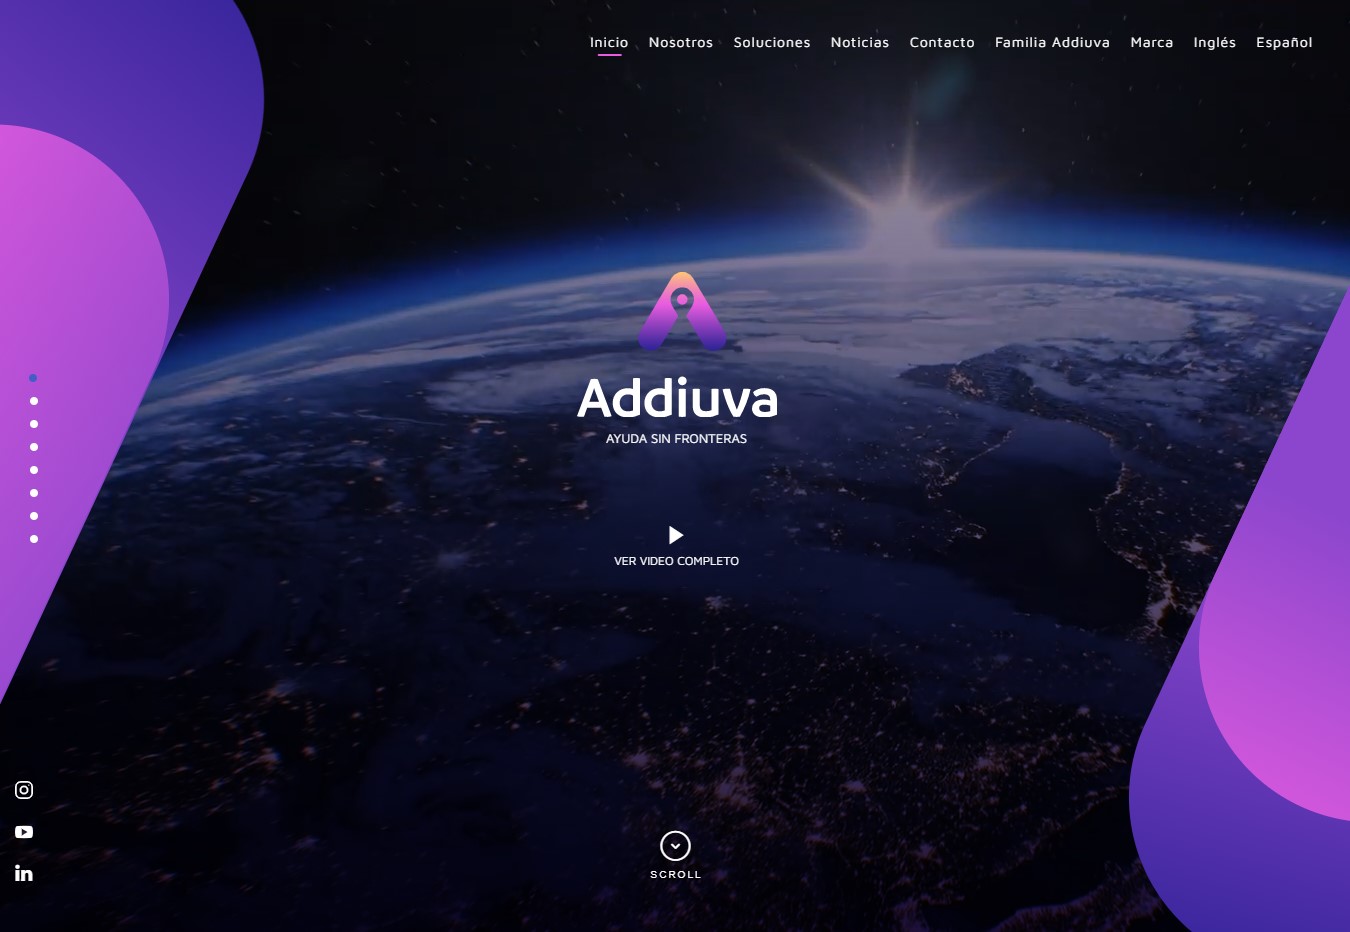 Inicio Nosotros Soluciones Noticias Contacto Familia Addiuva Marca Inglés Español
Addiuva
AYUDA SIN FRONTERAS
VER VIDEO COMPLETO
SCROLL